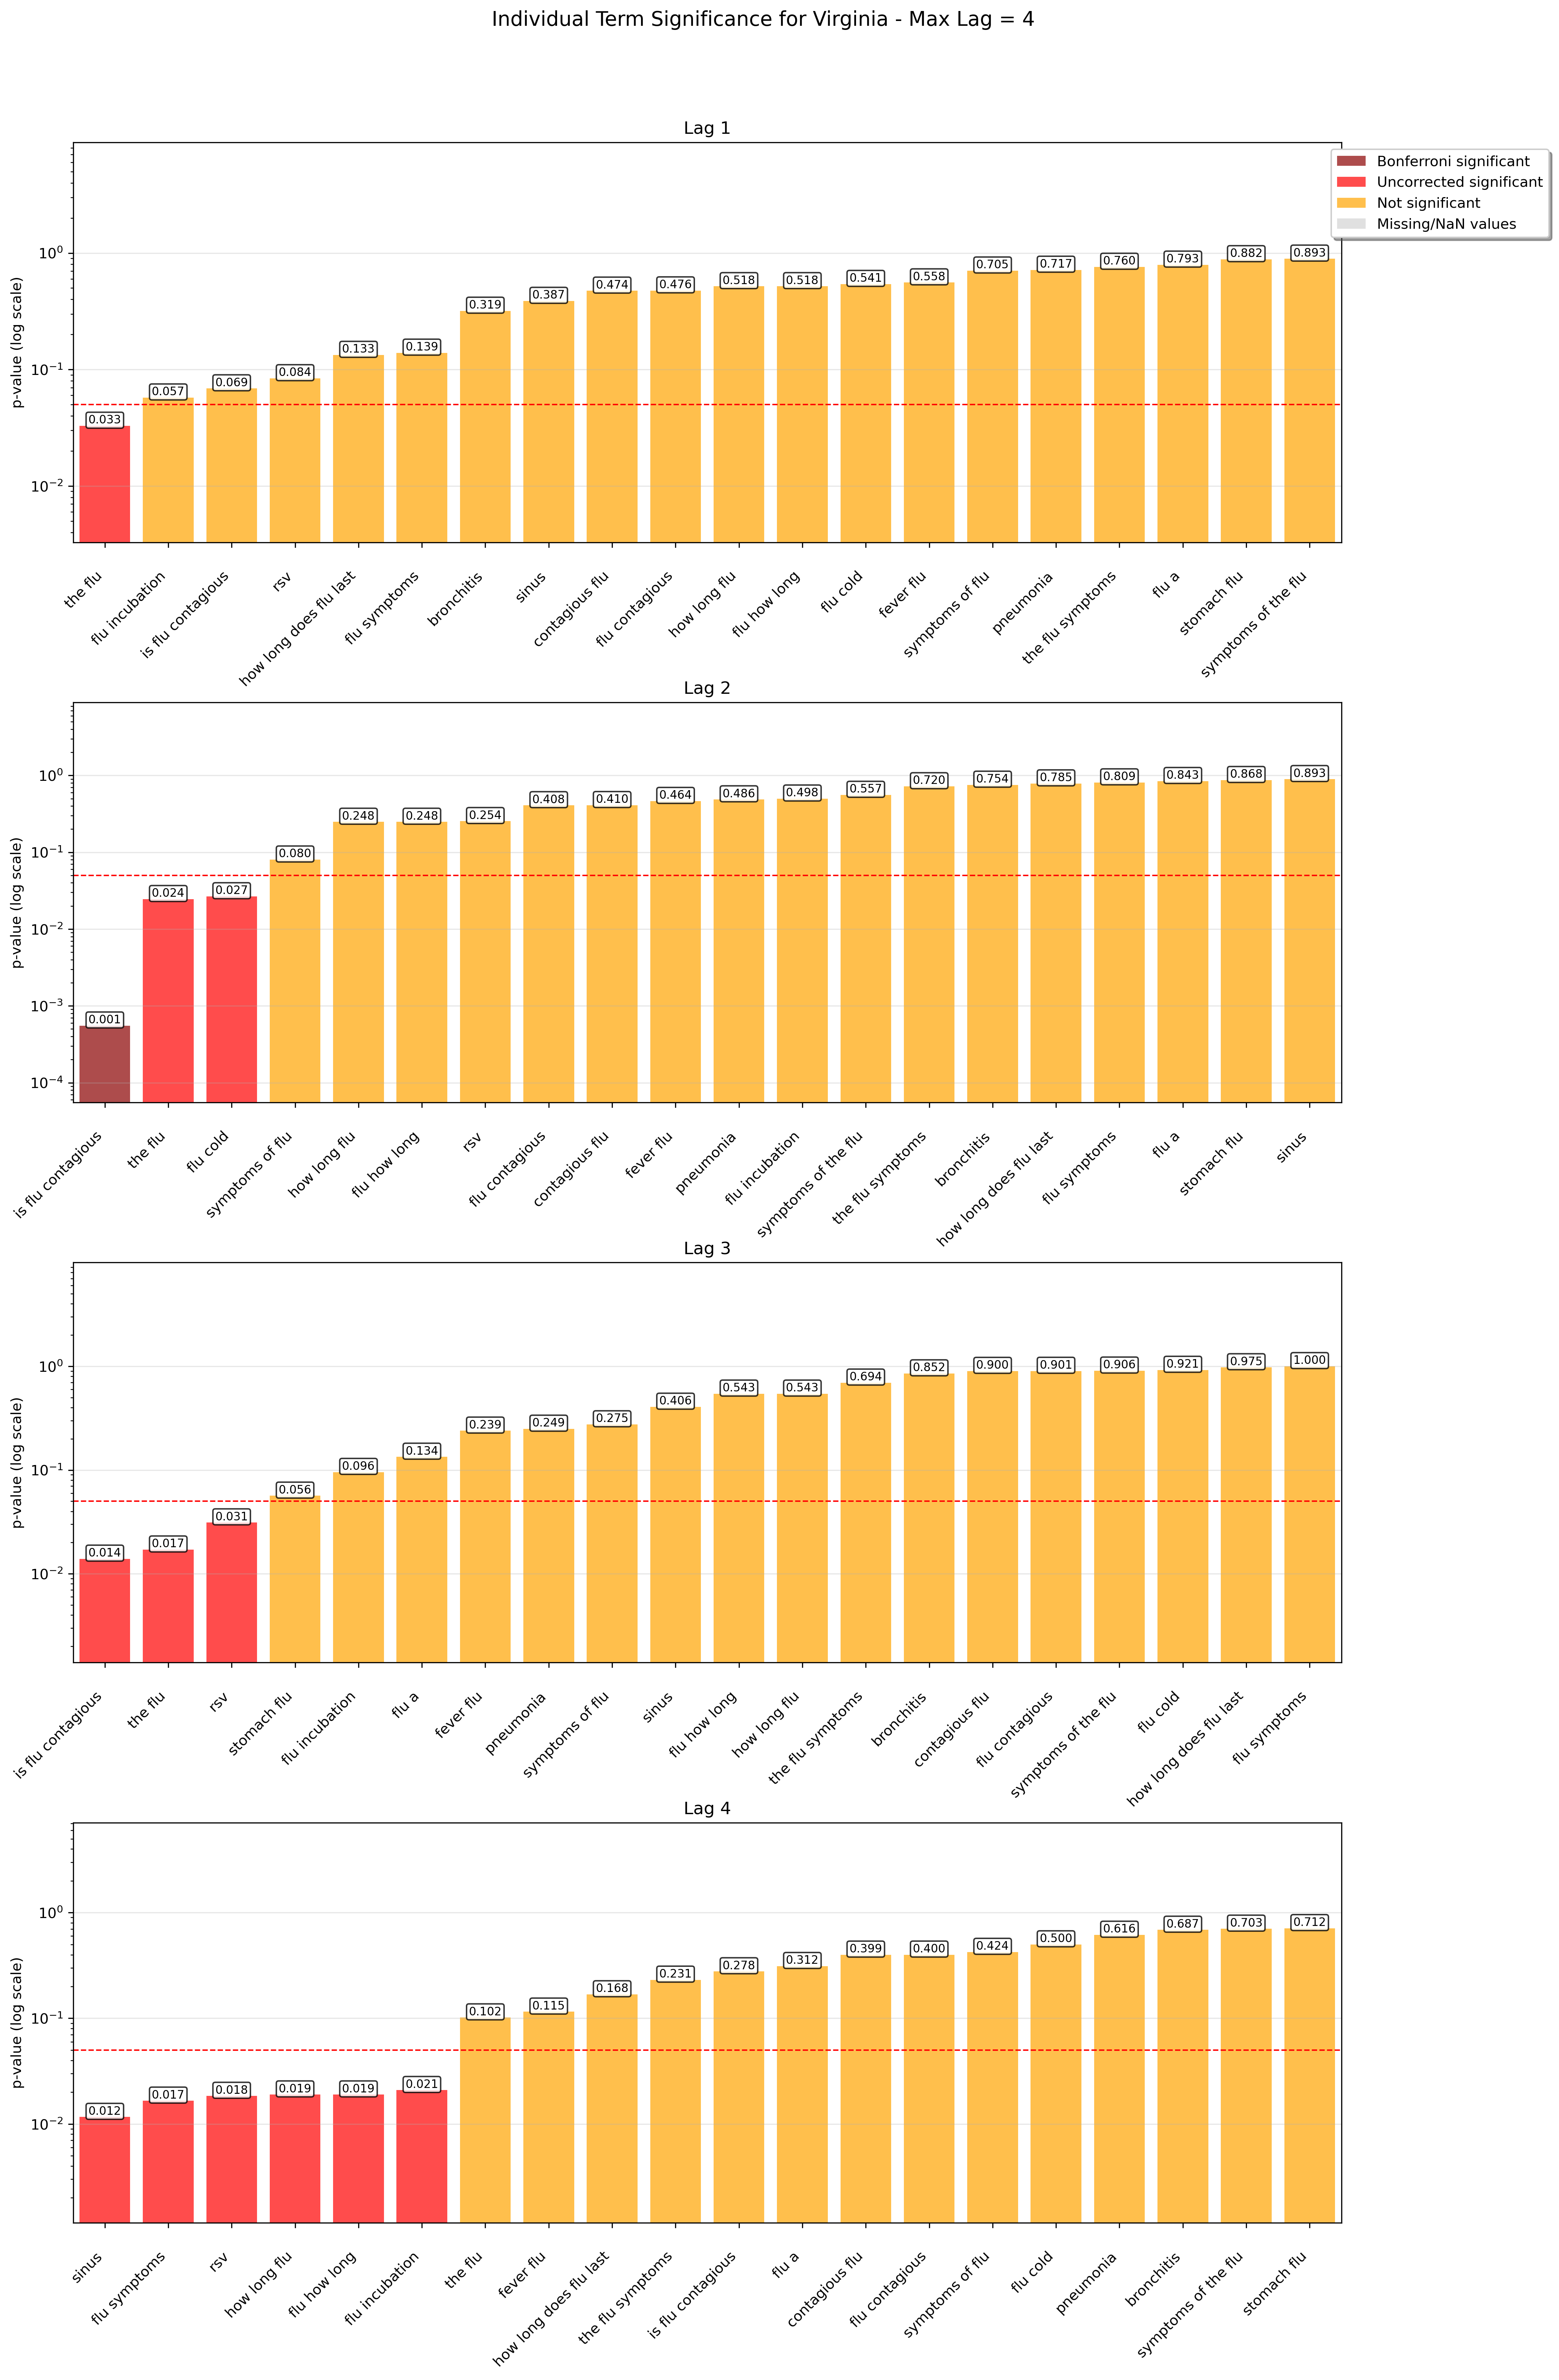 Individual Term Significance for Virginia - Max Lag = 4
Lag 1
Bonferroni significant
Uncorrected significant
Not significant
Missing/NaN values
p-value (log scale)
10⁰
10⁻¹
10⁻²
0.033 0.057 0.069 0.084 0.133 0.139 0.319 0.387 0.474 0.476 0.518 0.518 0.541 0.558 0.705 0.717 0.760 0.793 0.882 0.893
the flu
flu incubation
is flu contagious
rsv
how long does flu last
flu symptoms
bronchitis
sinus
contagious flu
flu contagious
how long flu
flu how long
flu cold
fever flu
symptoms of flu
pneumonia
the flu symptoms
flu a
stomach flu
symptoms of the flu
Lag 2
p-value (log scale)
10⁰
10⁻¹
10⁻²
10⁻³
10⁻⁴
0.001 0.024 0.027 0.080 0.248 0.248 0.254 0.408 0.410 0.464 0.486 0.498 0.557 0.720 0.754 0.785 0.809 0.843 0.868 0.893
is flu contagious
the flu
flu cold
symptoms of flu
how long flu
flu how long
rsv
flu contagious
contagious flu
fever flu
pneumonia
flu incubation
symptoms of the flu
the flu symptoms
bronchitis
how long does flu last
flu symptoms
flu a
stomach flu
sinus
Lag 3
p-value (log scale)
10⁰
10⁻¹
10⁻²
0.014 0.017 0.031 0.056 0.096 0.134 0.239 0.249 0.275 0.406 0.543 0.543 0.694 0.852 0.900 0.901 0.906 0.921 0.975 1.000
is flu contagious
the flu
rsv
stomach flu
flu incubation
flu a
fever flu
pneumonia
symptoms of flu
sinus
flu how long
how long flu
the flu symptoms
bronchitis
contagious flu
flu contagious
symptoms of the flu
flu cold
how long does flu last
flu symptoms
Lag 4
p-value (log scale)
10⁰
10⁻¹
10⁻²
0.012 0.017 0.018 0.019 0.019 0.021 0.102 0.115 0.168 0.231 0.278 0.312 0.399 0.400 0.424 0.500 0.616 0.687 0.703 0.712
sinus
flu symptoms
rsv
how long flu
flu how long
flu incubation
the flu
fever flu
how long does flu last
the flu symptoms
is flu contagious
flu a
contagious flu
flu contagious
symptoms of flu
flu cold
pneumonia
bronchitis
symptoms of the flu
stomach flu